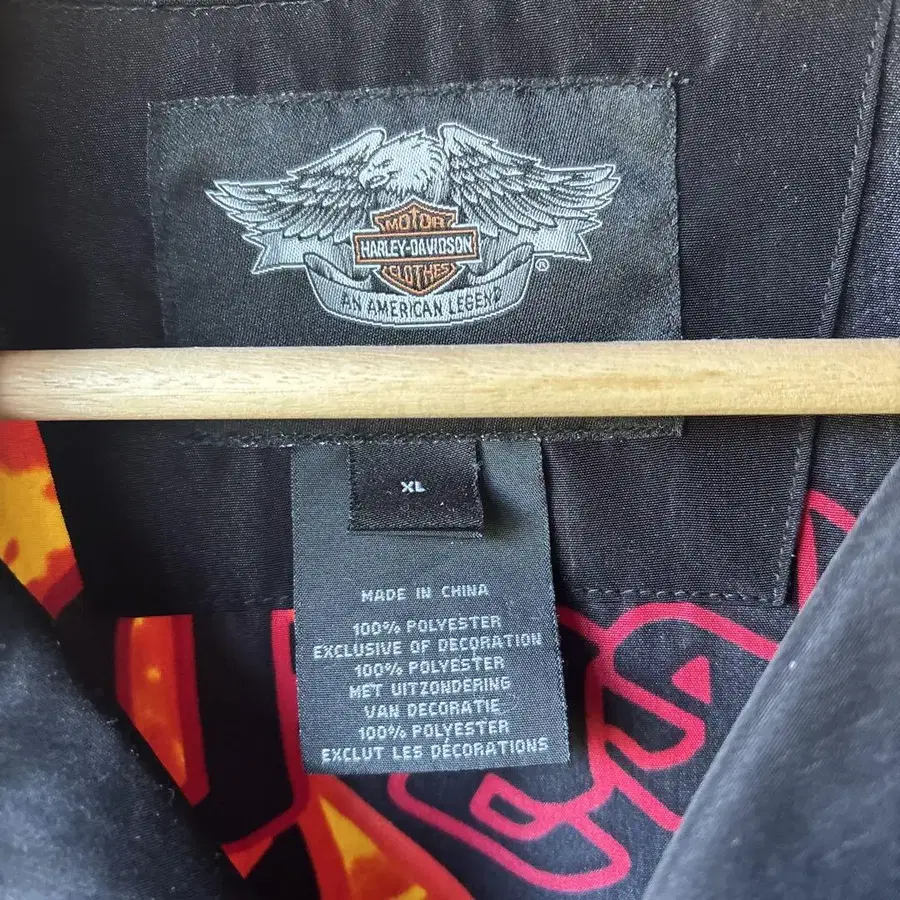 MOTOR
HARLEY-DAVIDSON
CLOTHES
®
AN AMERICAN LEGEND
XL
MADE IN CHINA
100% POLYESTER
EXCLUSIVE OF DECORATION
100% POLYESTER
MET UITZONDERING
VAN DECORATIE
100% POLYESTER
EXCLUT LES DÉCORATIONS